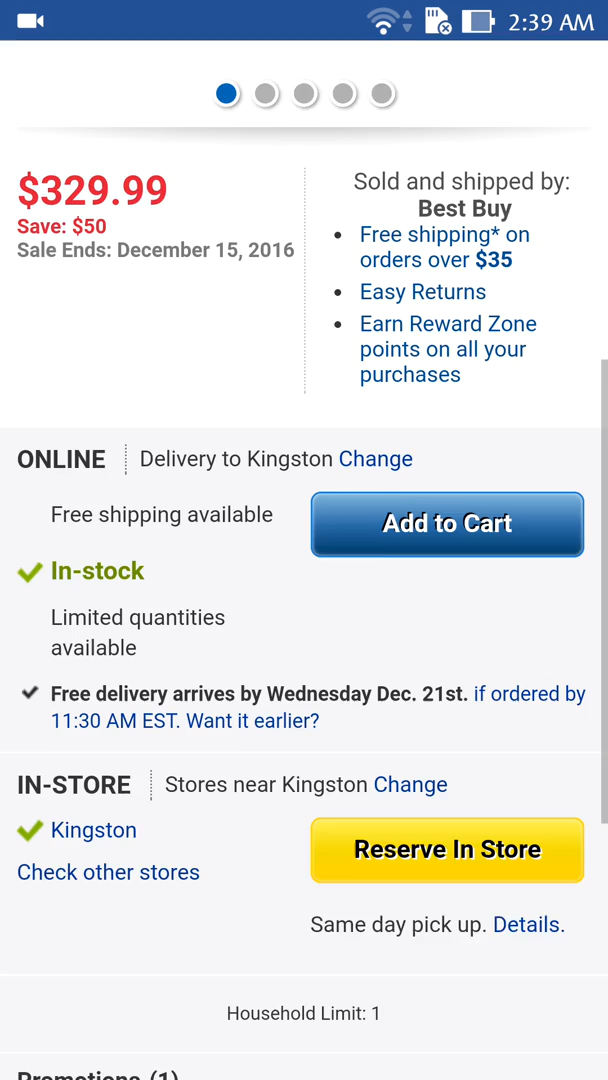 2:39 AM
$329.99
Save: $50
Sale Ends: December 15, 2016
Sold and shipped by:
Best Buy
Free shipping* on
orders over $35
Easy Returns
Earn Reward Zone
points on all your
purchases
ONLINE
Delivery to Kingston Change
Free shipping available
Add to Cart
In-stock
Limited quantities
available
Free delivery arrives by Wednesday Dec. 21st. if ordered by
11:30 AM EST. Want it earlier?
IN-STORE
Stores near Kingston Change
Kingston
Reserve In Store
Check other stores
Same day pick up. Details.
Household Limit: 1
Promotions (1)